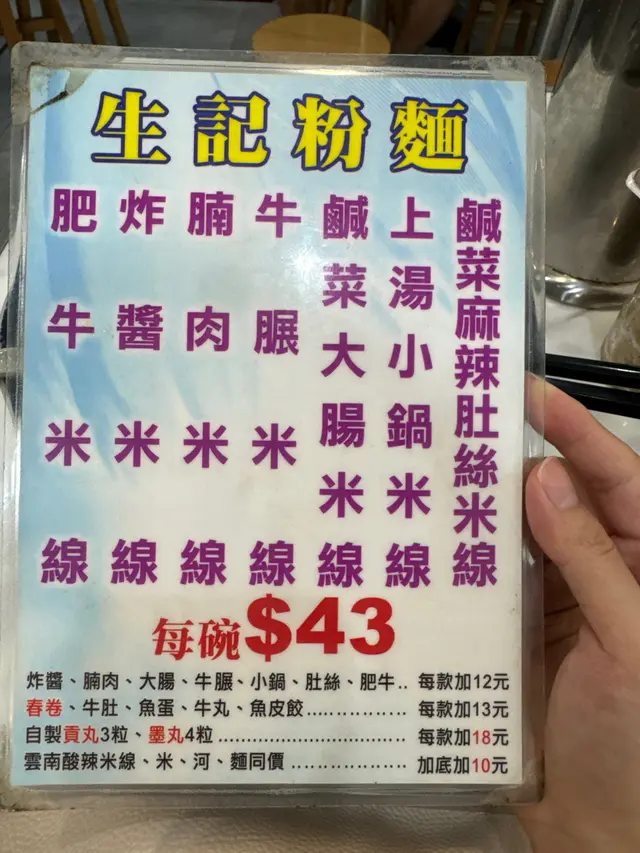 生記粉麵
鹹菜麻辣肚絲米線
上湯小鍋米線
鹹菜大腸米線
牛𦟌米線
腩肉米線
炸醬米線
肥牛米線
每碗$43
炸醬、腩肉、大腸、牛𦟌、小鍋、肚絲、肥牛.. 每款加12元
春卷、牛肚、魚蛋、牛丸、魚皮餃.................. 每款加13元
自製貢丸3粒、墨丸4粒.................................. 每款加18元
雲南酸辣米線、米、河、麵同價.................. 加底加10元